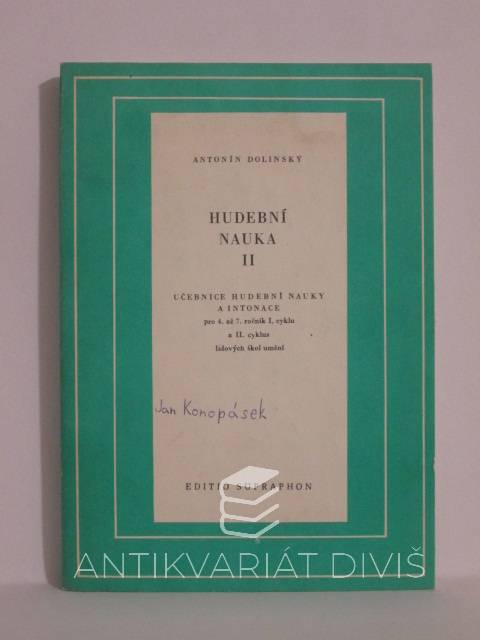 ANTONÍN DOLINSKÝ
HUDEBNÍ
NAUKA
II
UČEBNICE HUDEBNÍ NAUKY
A INTONACE
pro 4. až 7. ročník I. cyklu
a II. cyklus
lidových škol umění
Jan Konopásek
EDITIO SUPRAPHON
ANTIKVARIÁT DIVIŠ